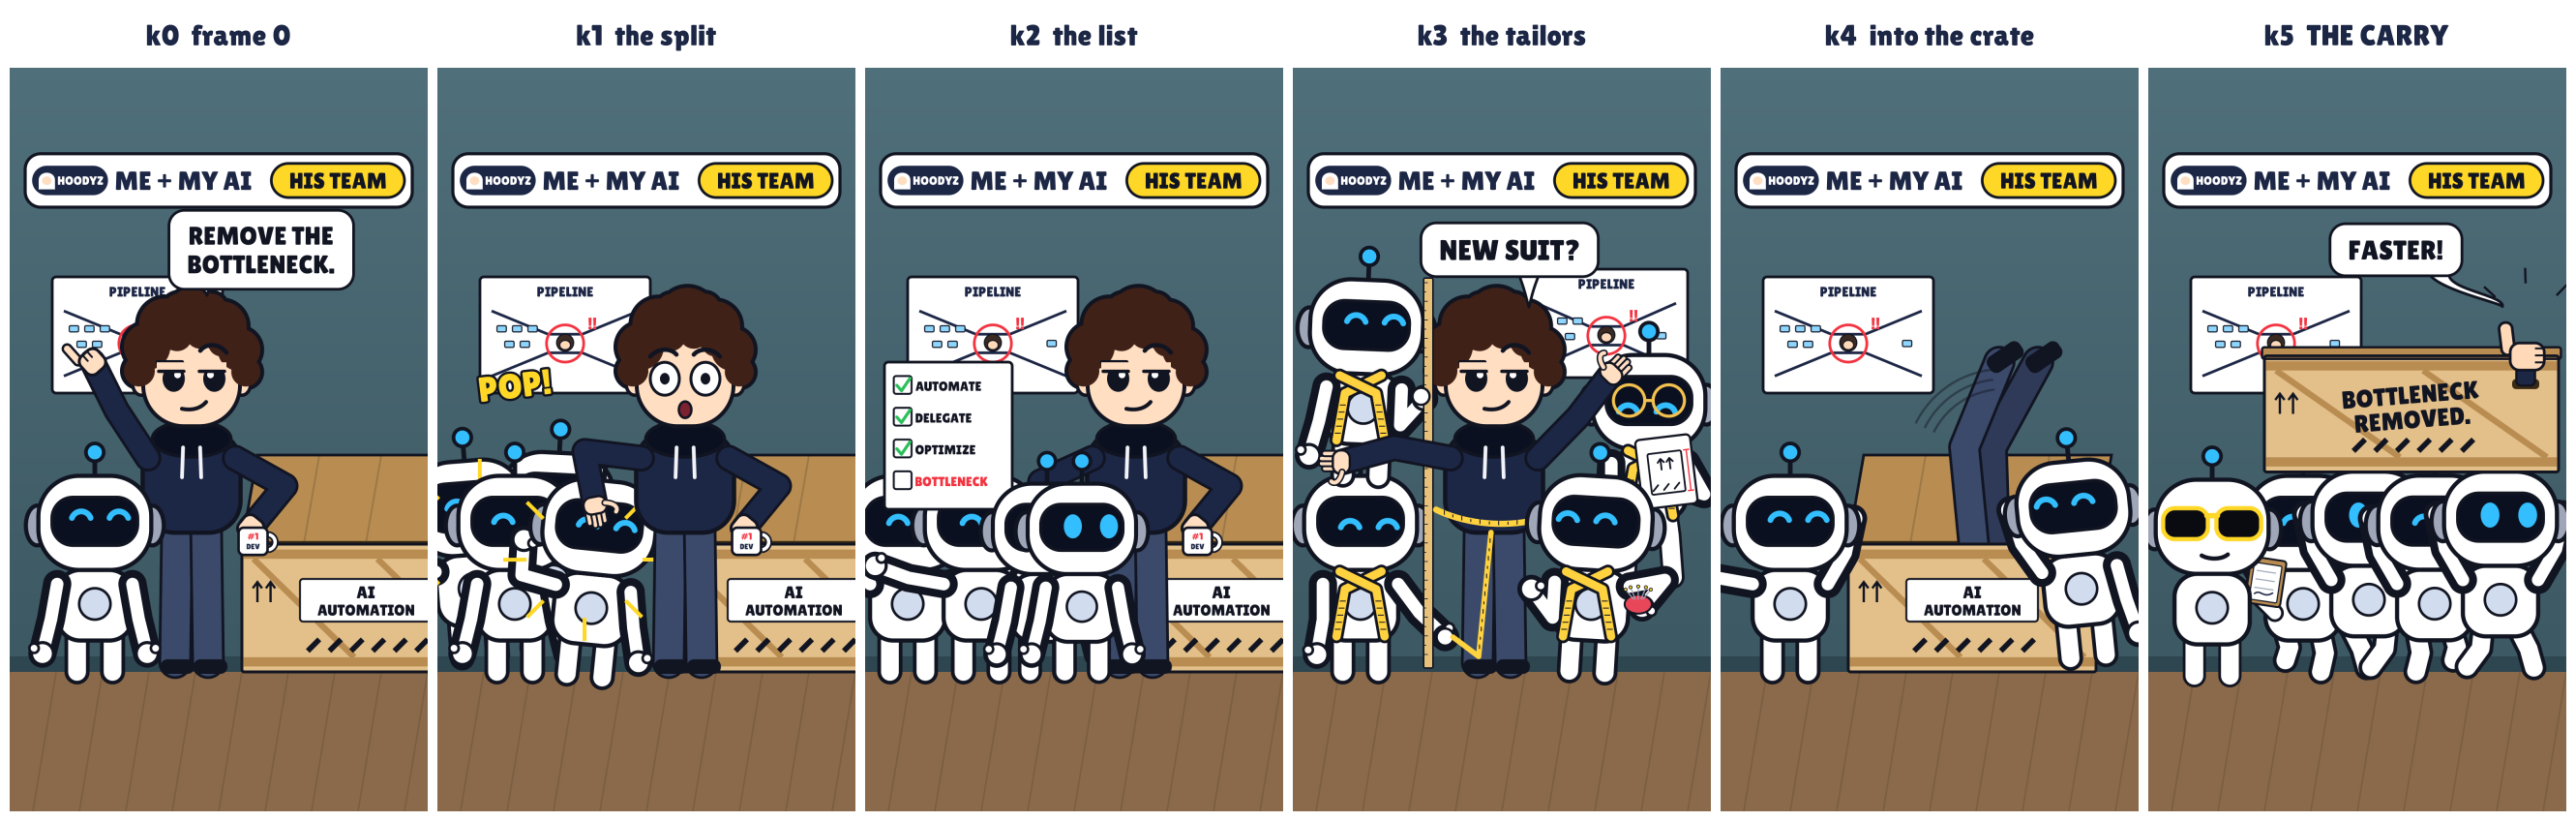 k0 frame 0
HOODYZ ME + MY AI HIS TEAM
REMOVE THE
BOTTLENECK.
PIPELINE
#1
DEV
AI
AUTOMATION
k1 the split
HOODYZ ME + MY AI HIS TEAM
PIPELINE
!!
POP!
#1
DEV
AI
AUTOMATION
k2 the list
HOODYZ ME + MY AI HIS TEAM
PIPELINE
!!
AUTOMATE
DELEGATE
OPTIMIZE
BOTTLENECK
#1
DEV
AI
AUTOMATION
k3 the tailors
HOODYZ ME + MY AI HIS TEAM
NEW SUIT?
PIPELINE
!!
k4 into the crate
HOODYZ ME + MY AI HIS TEAM
PIPELINE
!!
AI
AUTOMATION
k5 THE CARRY
HOODYZ ME + MY AI HIS TEAM
FASTER!
PIPELINE
!!
BOTTLENECK
REMOVED.